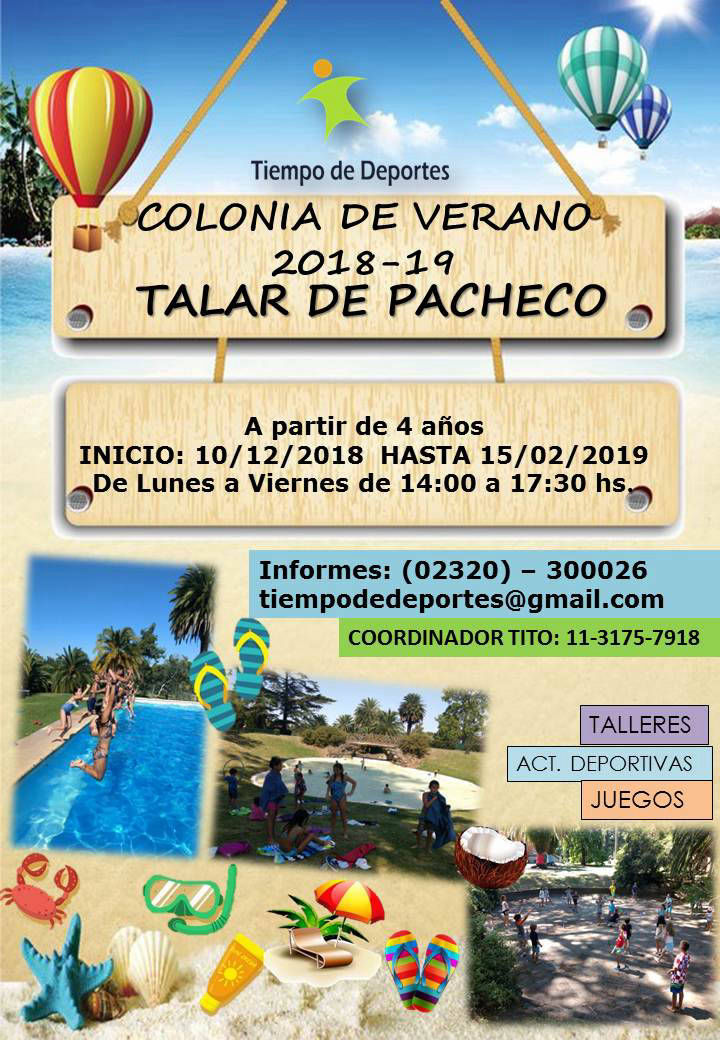 Tiempo de Deportes
COLONIA DE VERANO
2018-19
TALAR DE PACHECO
A partir de 4 años
INICIO: 10/12/2018 HASTA 15/02/2019
De Lunes a Viernes de 14:00 a 17:30 hs.
Informes: (02320) – 300026
tiempodedeportes@gmail.com
COORDINADOR TITO: 11-3175-7918
TALLERES
ACT. DEPORTIVAS
JUEGOS